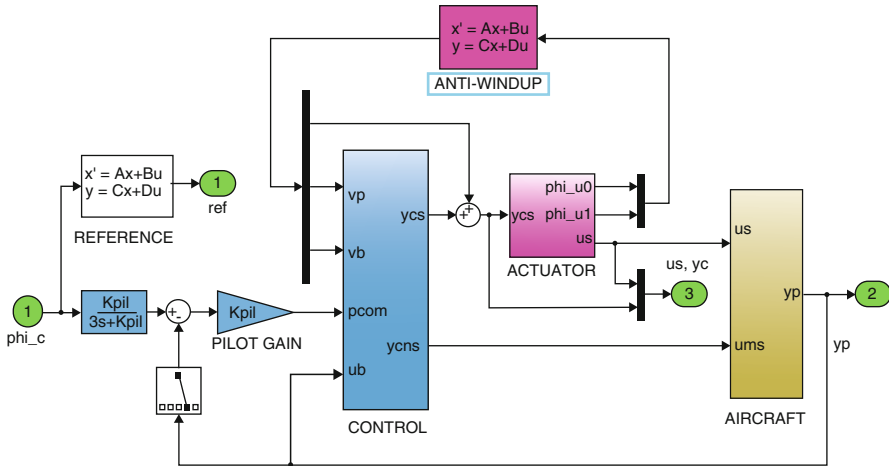 x' = Ax+Bu
y = Cx+Du
ANTI-WINDUP
x' = Ax+Bu
y = Cx+Du
REFERENCE
1
ref
1
phi_c
Kpil
3s+Kpil
+
-
Kpil
PILOT GAIN
vp
vb
pcom
ub
ycs
ycns
CONTROL
+
+
ycs
phi_u0
phi_u1
us
ACTUATOR
us, yc
3
us
ums
yp
AIRCRAFT
2
yp